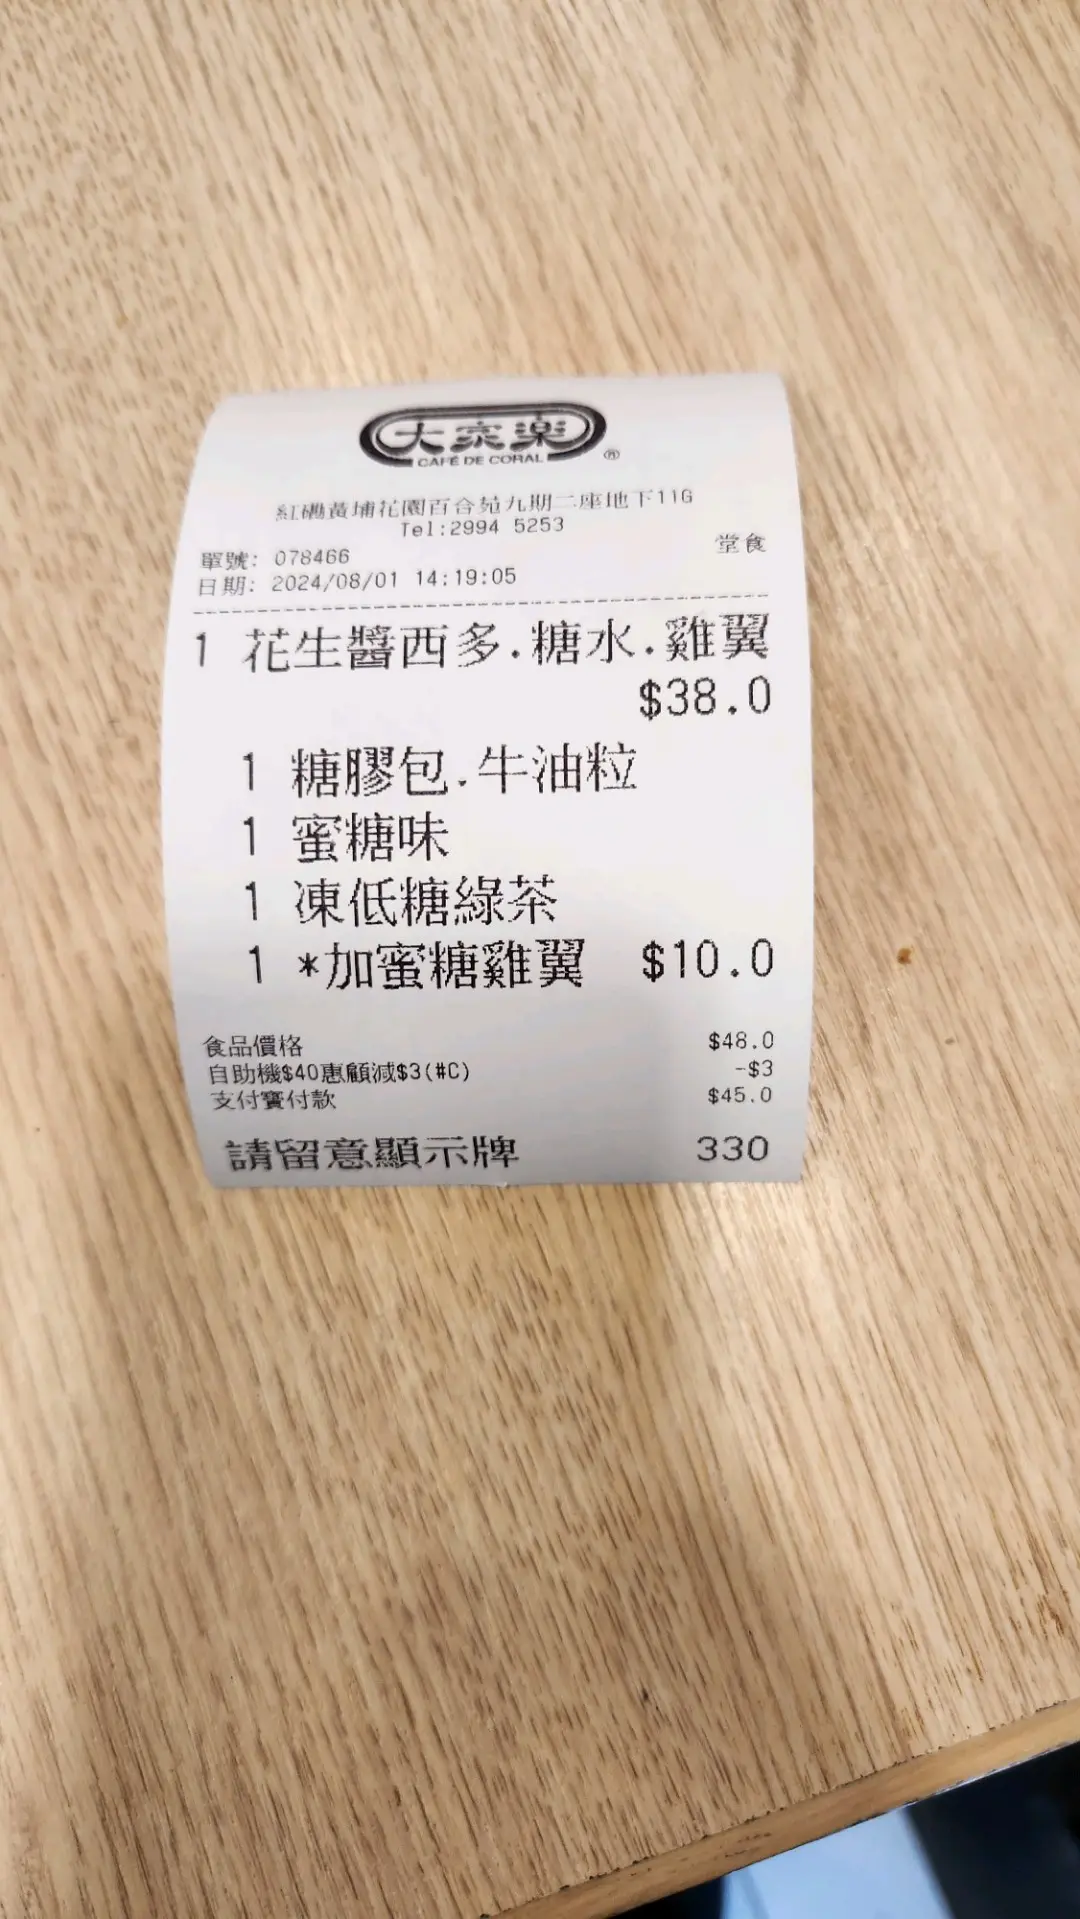 大家樂
CAFÉ DE CORAL ®
紅磡黃埔花園百合苑九期二座地下11G
Tel:2994 5253
單號: 078466 堂食
日期: 2024/08/01 14:19:05
1 花生醬西多.糖水.雞翼
$38.0
1 糖膠包.牛油粒
1 蜜糖味
1 凍低糖綠茶
1 *加蜜糖雞翼 $10.0
食品價格 $48.0
自助機$40惠顧減$3(#C) -$3
支付寶付款 $45.0
請留意顯示牌 330